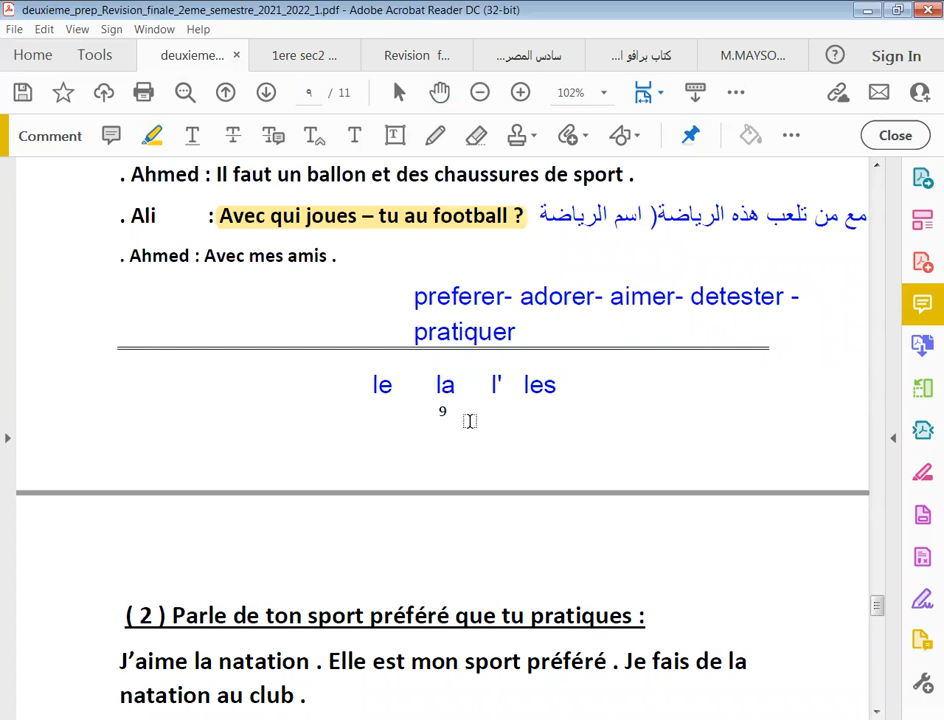 deuxieme_prep_Revision_finale_2eme_semestre_2021_2022_1.pdf - Adobe Acrobat Reader DC (32-bit)
File Edit View Sign Window Help
Home Tools deuxieme... × 1ere sec2 ... Revision f... سادس المصر... كتاب برافو ا... M.MAYSO... Sign In
٩ / 11 102%
Comment Close
. Ahmed : Il faut un ballon et des chaussures de sport .
. Ali : Avec qui joues – tu au football ? مع من تلعب هذه الرياضة( اسم الرياضة
. Ahmed : Avec mes amis .
preferer- adorer- aimer- detester -
pratiquer
le la l' les
9
( 2 ) Parle de ton sport préféré que tu pratiques :
J’aime la natation . Elle est mon sport préféré . Je fais de la
natation au club .